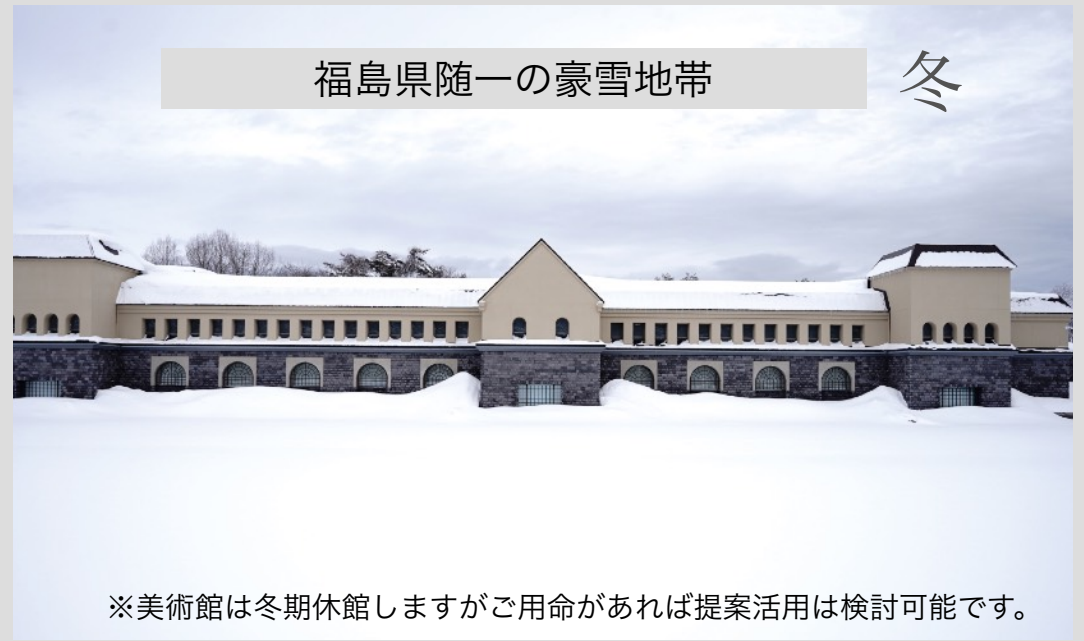 福島県随一の豪雪地帯
冬
※美術館は冬期休館しますがご用命があれば提案活用は検討可能です。